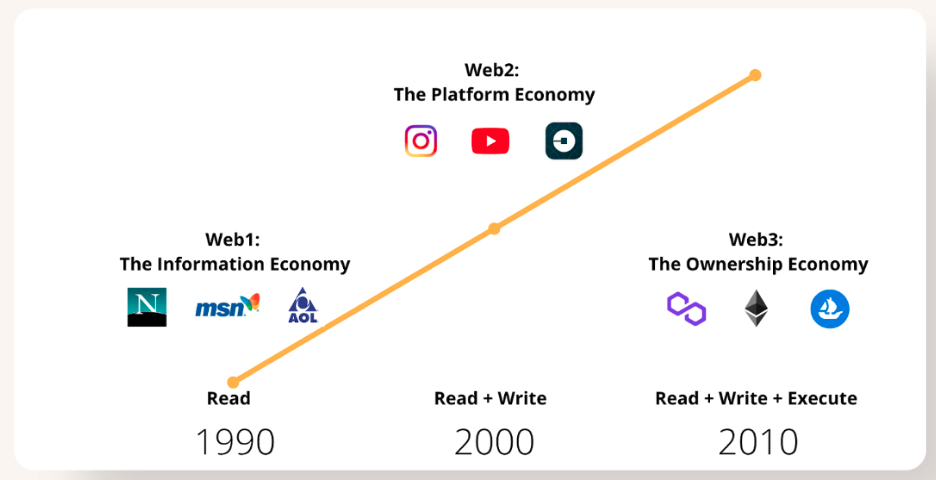 Web2:
The Platform Economy
Web1:
The Information Economy
N
msn
AOL
Web3:
The Ownership Economy
Read
Read + Write
Read + Write + Execute
1990
2000
2010